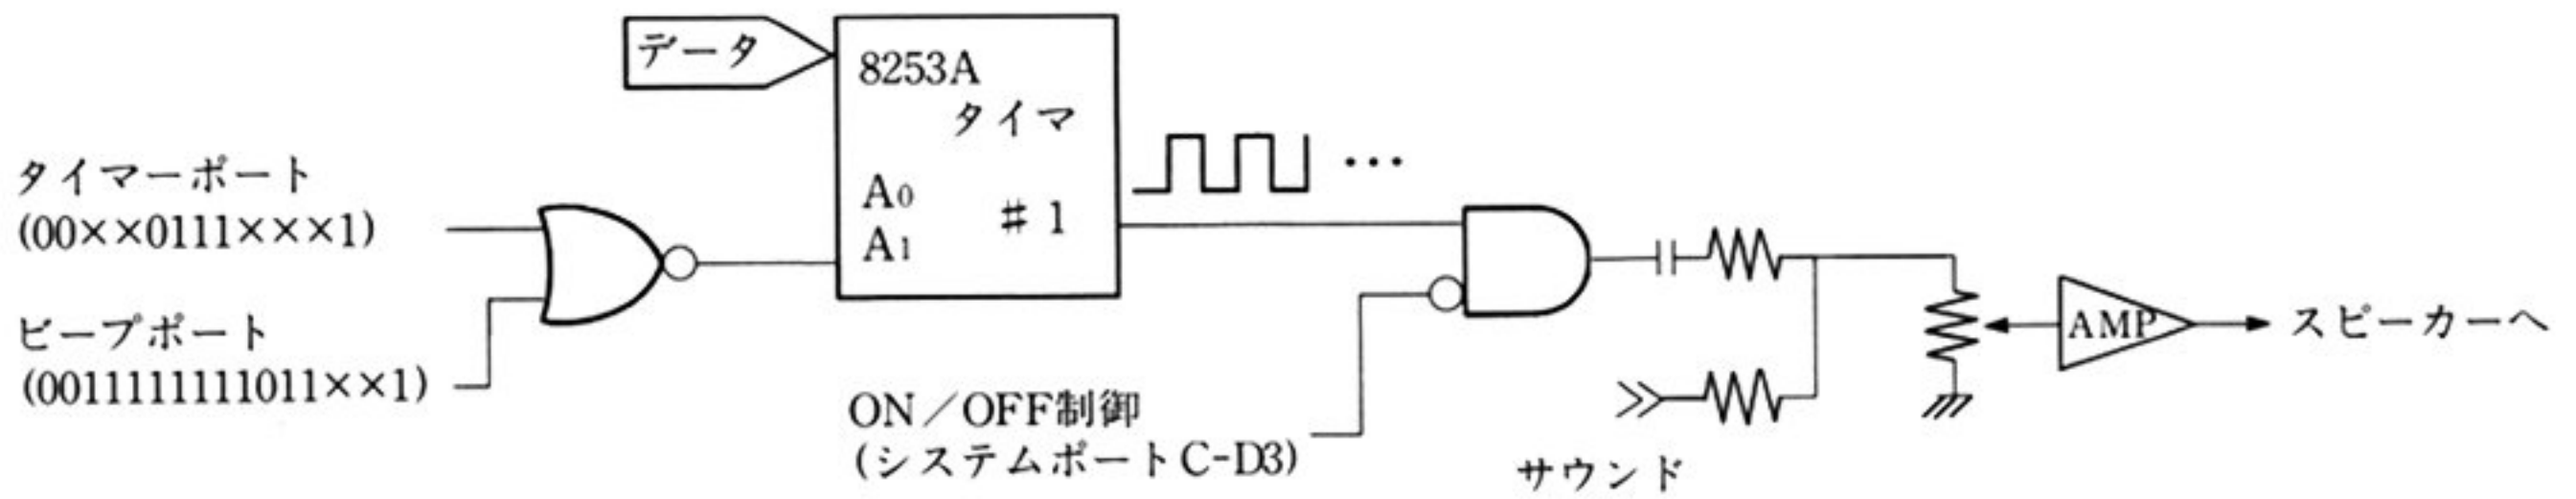 データ
8253A
タイマ
A0
A1
#1
タイマーポート
(00××0111×××1)
ビープポート
(001111111111011××1)
ON/OFF制御
(システムポートC-D3)
サウンド
AMP
スピーカーへ